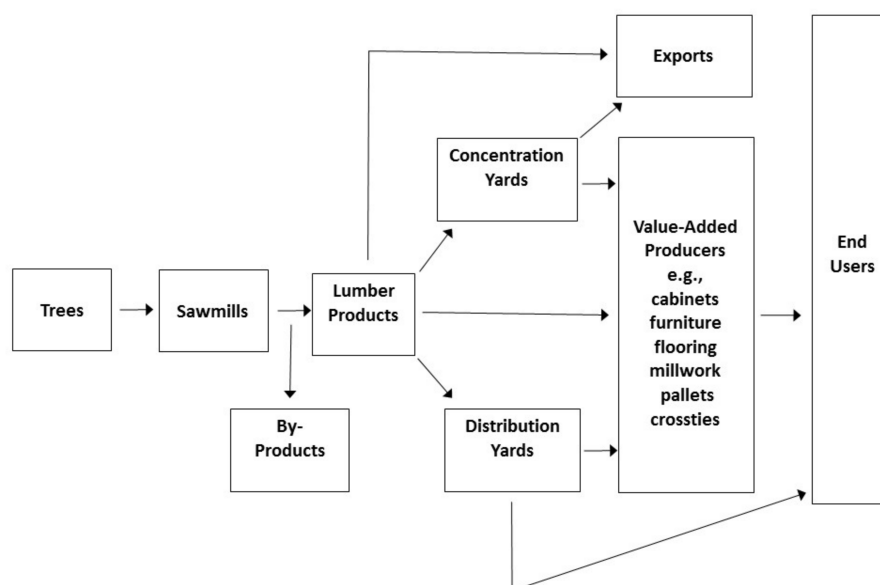 Exports
Concentration
Yards
Value-Added
Producers
e.g.,
cabinets
furniture
flooring
millwork
pallets
crossties
End
Users
Trees
Sawmills
Lumber
Products
By-
Products
Distribution
Yards